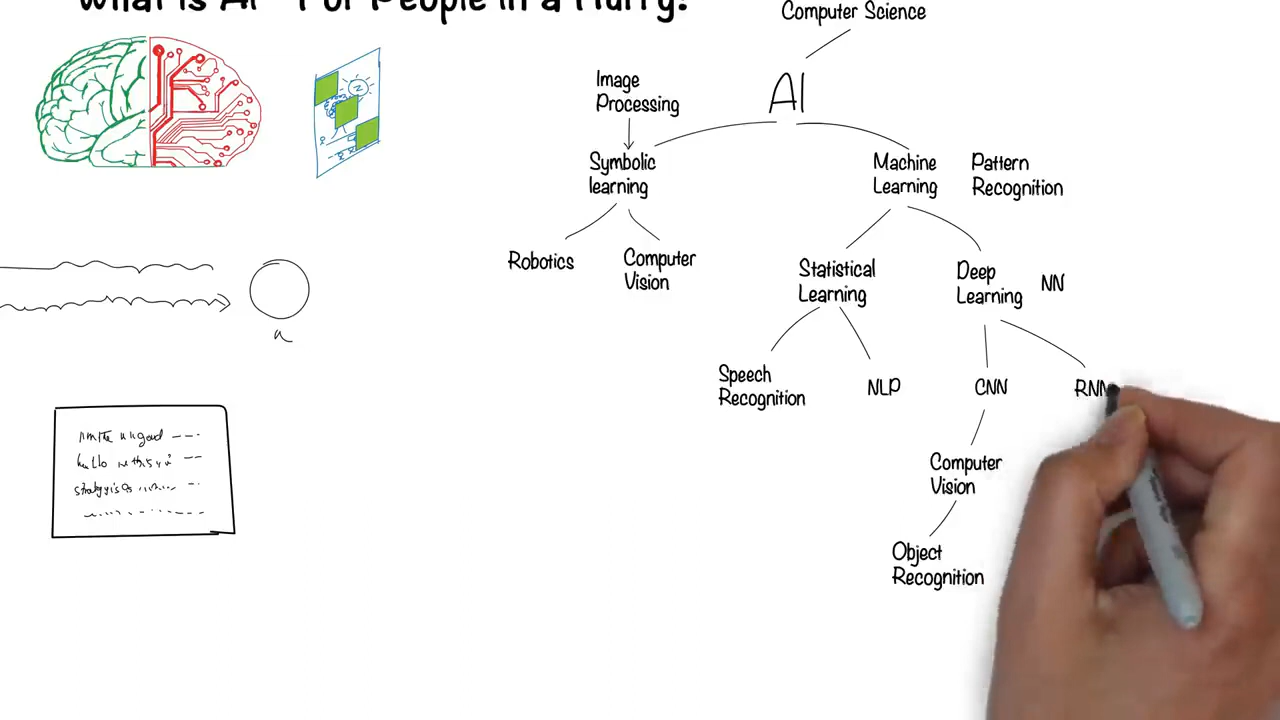 What is AI - For People in a Hurry!
Computer Science
AI
Image
Processing
Symbolic
learning
Machine
Learning
Pattern
Recognition
Robotics
Computer
Vision
Statistical
Learning
Deep
Learning
NN
Speech
Recognition
NLP
CNN
RNN
Computer
Vision
Object
Recognition
a
hello